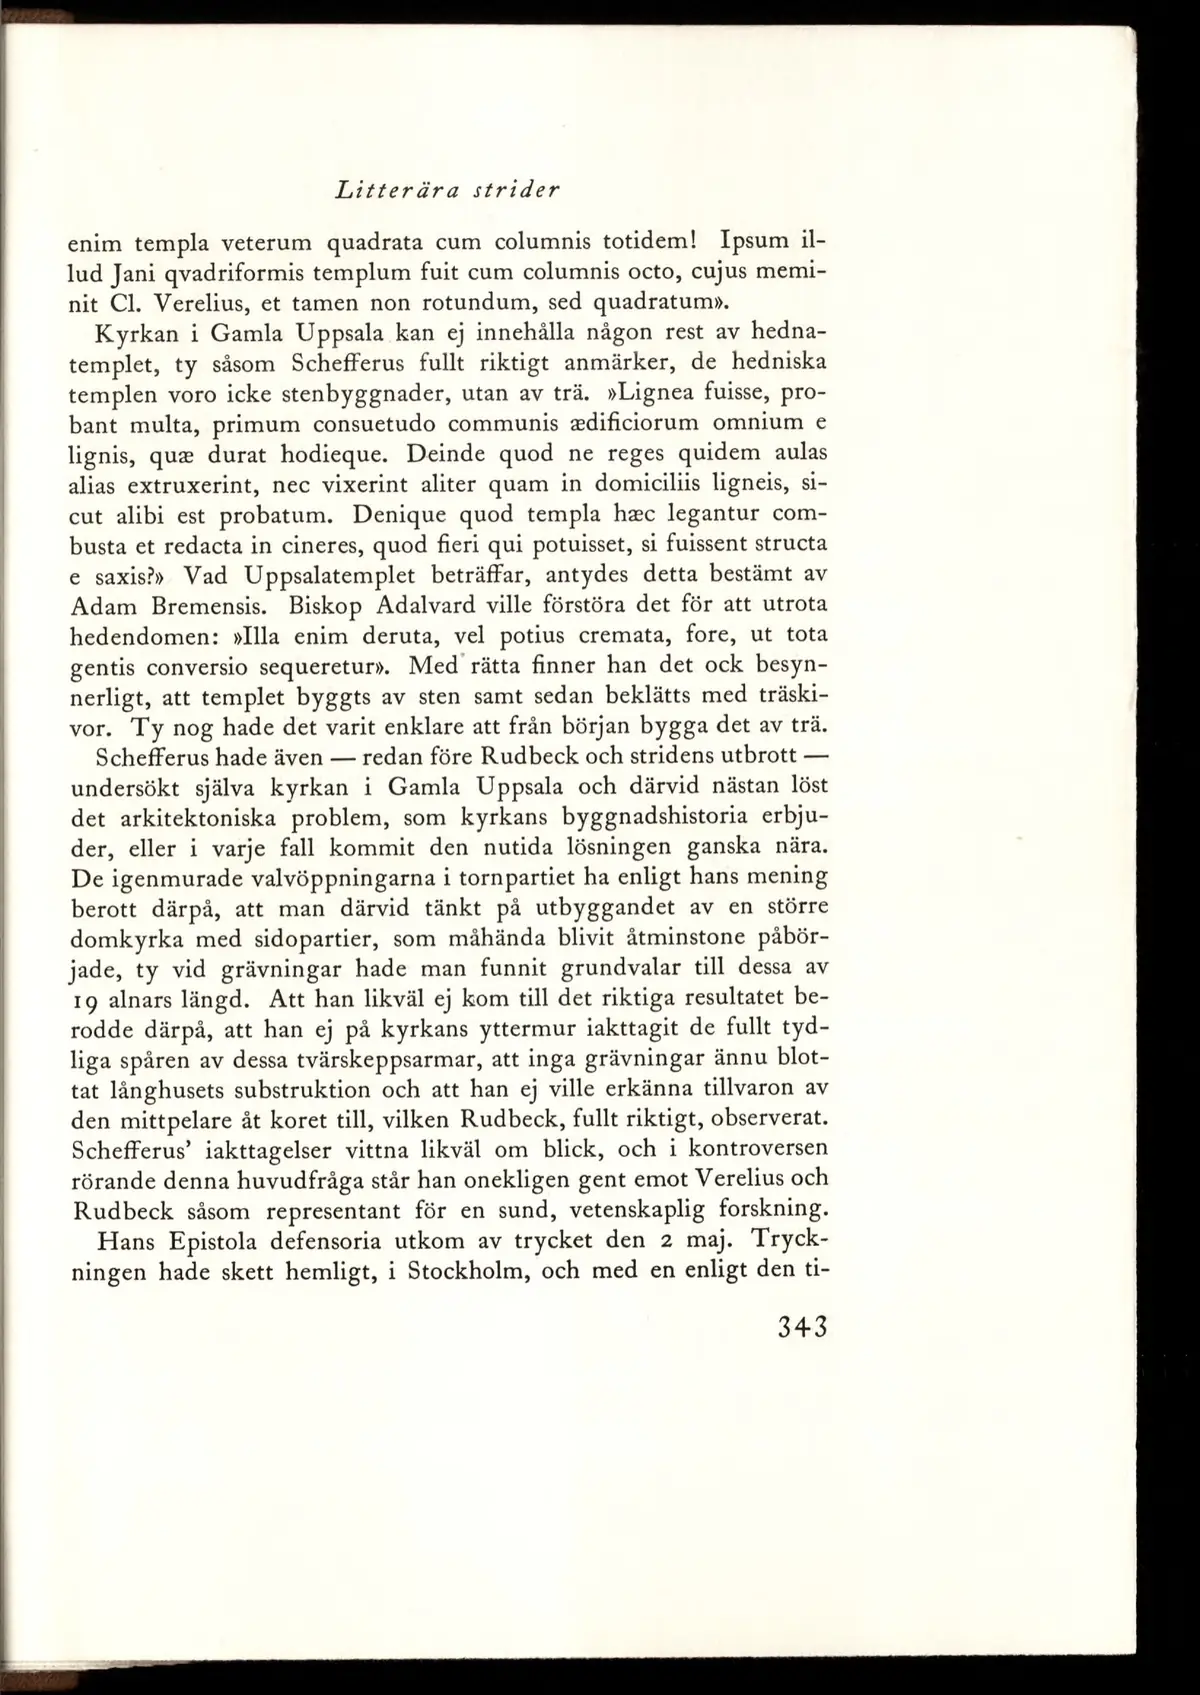 Litterära strider
enim templa veterum quadrata cum columnis totidem! Ipsum il-
lud Jani qvadriformis templum fuit cum columnis octo, cujus memi-
nit Cl. Verelius, et tamen non rotundum, sed quadratum».
Kyrkan i Gamla Uppsala kan ej innehålla någon rest av hedna-
templet, ty såsom Schefferus fullt riktigt anmärker, de hedniska
templen voro icke stenbyggnader, utan av trä. »Lignea fuisse, pro-
bant multa, primum consuetudo communis ædificiorum omnium e
lignis, quæ durat hodieque. Deinde quod ne reges quidem aulas
alias extruxerint, nec vixerint aliter quam in domiciliis ligneis, si-
cut alibi est probatum. Denique quod templa hæc legantur com-
busta et redacta in cineres, quod fieri qui potuisset, si fuissent structa
e saxis?» Vad Uppsalatemplet beträffar, antydes detta bestämt av
Adam Bremensis. Biskop Adalvard ville förstöra det för att utrota
hedendomen: »Illa enim deruta, vel potius cremata, fore, ut tota
gentis conversio sequeretur». Med rätta finner han det ock besyn-
nerligt, att templet byggts av sten samt sedan beklätts med träski-
vor. Ty nog hade det varit enklare att från början bygga det av trä.
Schefferus hade även — redan före Rudbeck och stridens utbrott —
undersökt själva kyrkan i Gamla Uppsala och därvid nästan löst
det arkitektoniska problem, som kyrkans byggnadshistoria erbju-
der, eller i varje fall kommit den nutida lösningen ganska nära.
De igenmurade valvöppningarna i tornpartiet ha enligt hans mening
berott därpå, att man därvid tänkt på utbyggandet av en större
domkyrka med sidopartier, som måhända blivit åtminstone påbör-
jade, ty vid grävningar hade man funnit grundvalar till dessa av
19 alnars längd. Att han likväl ej kom till det riktiga resultatet be-
rodde därpå, att han ej på kyrkans yttermur iakttagit de fullt tyd-
liga spåren av dessa tvärskeppsarmar, att inga grävningar ännu blot-
tat långhusets substruktion och att han ej ville erkänna tillvaron av
den mittpelare åt koret till, vilken Rudbeck, fullt riktigt, observerat.
Schefferus’ iakttagelser vittna likväl om blick, och i kontroversen
rörande denna huvudfråga står han onekligen gent emot Verelius och
Rudbeck såsom representant för en sund, vetenskaplig forskning.
Hans Epistola defensoria utkom av trycket den 2 maj. Tryck-
ningen hade skett hemligt, i Stockholm, och med en enligt den ti-
343